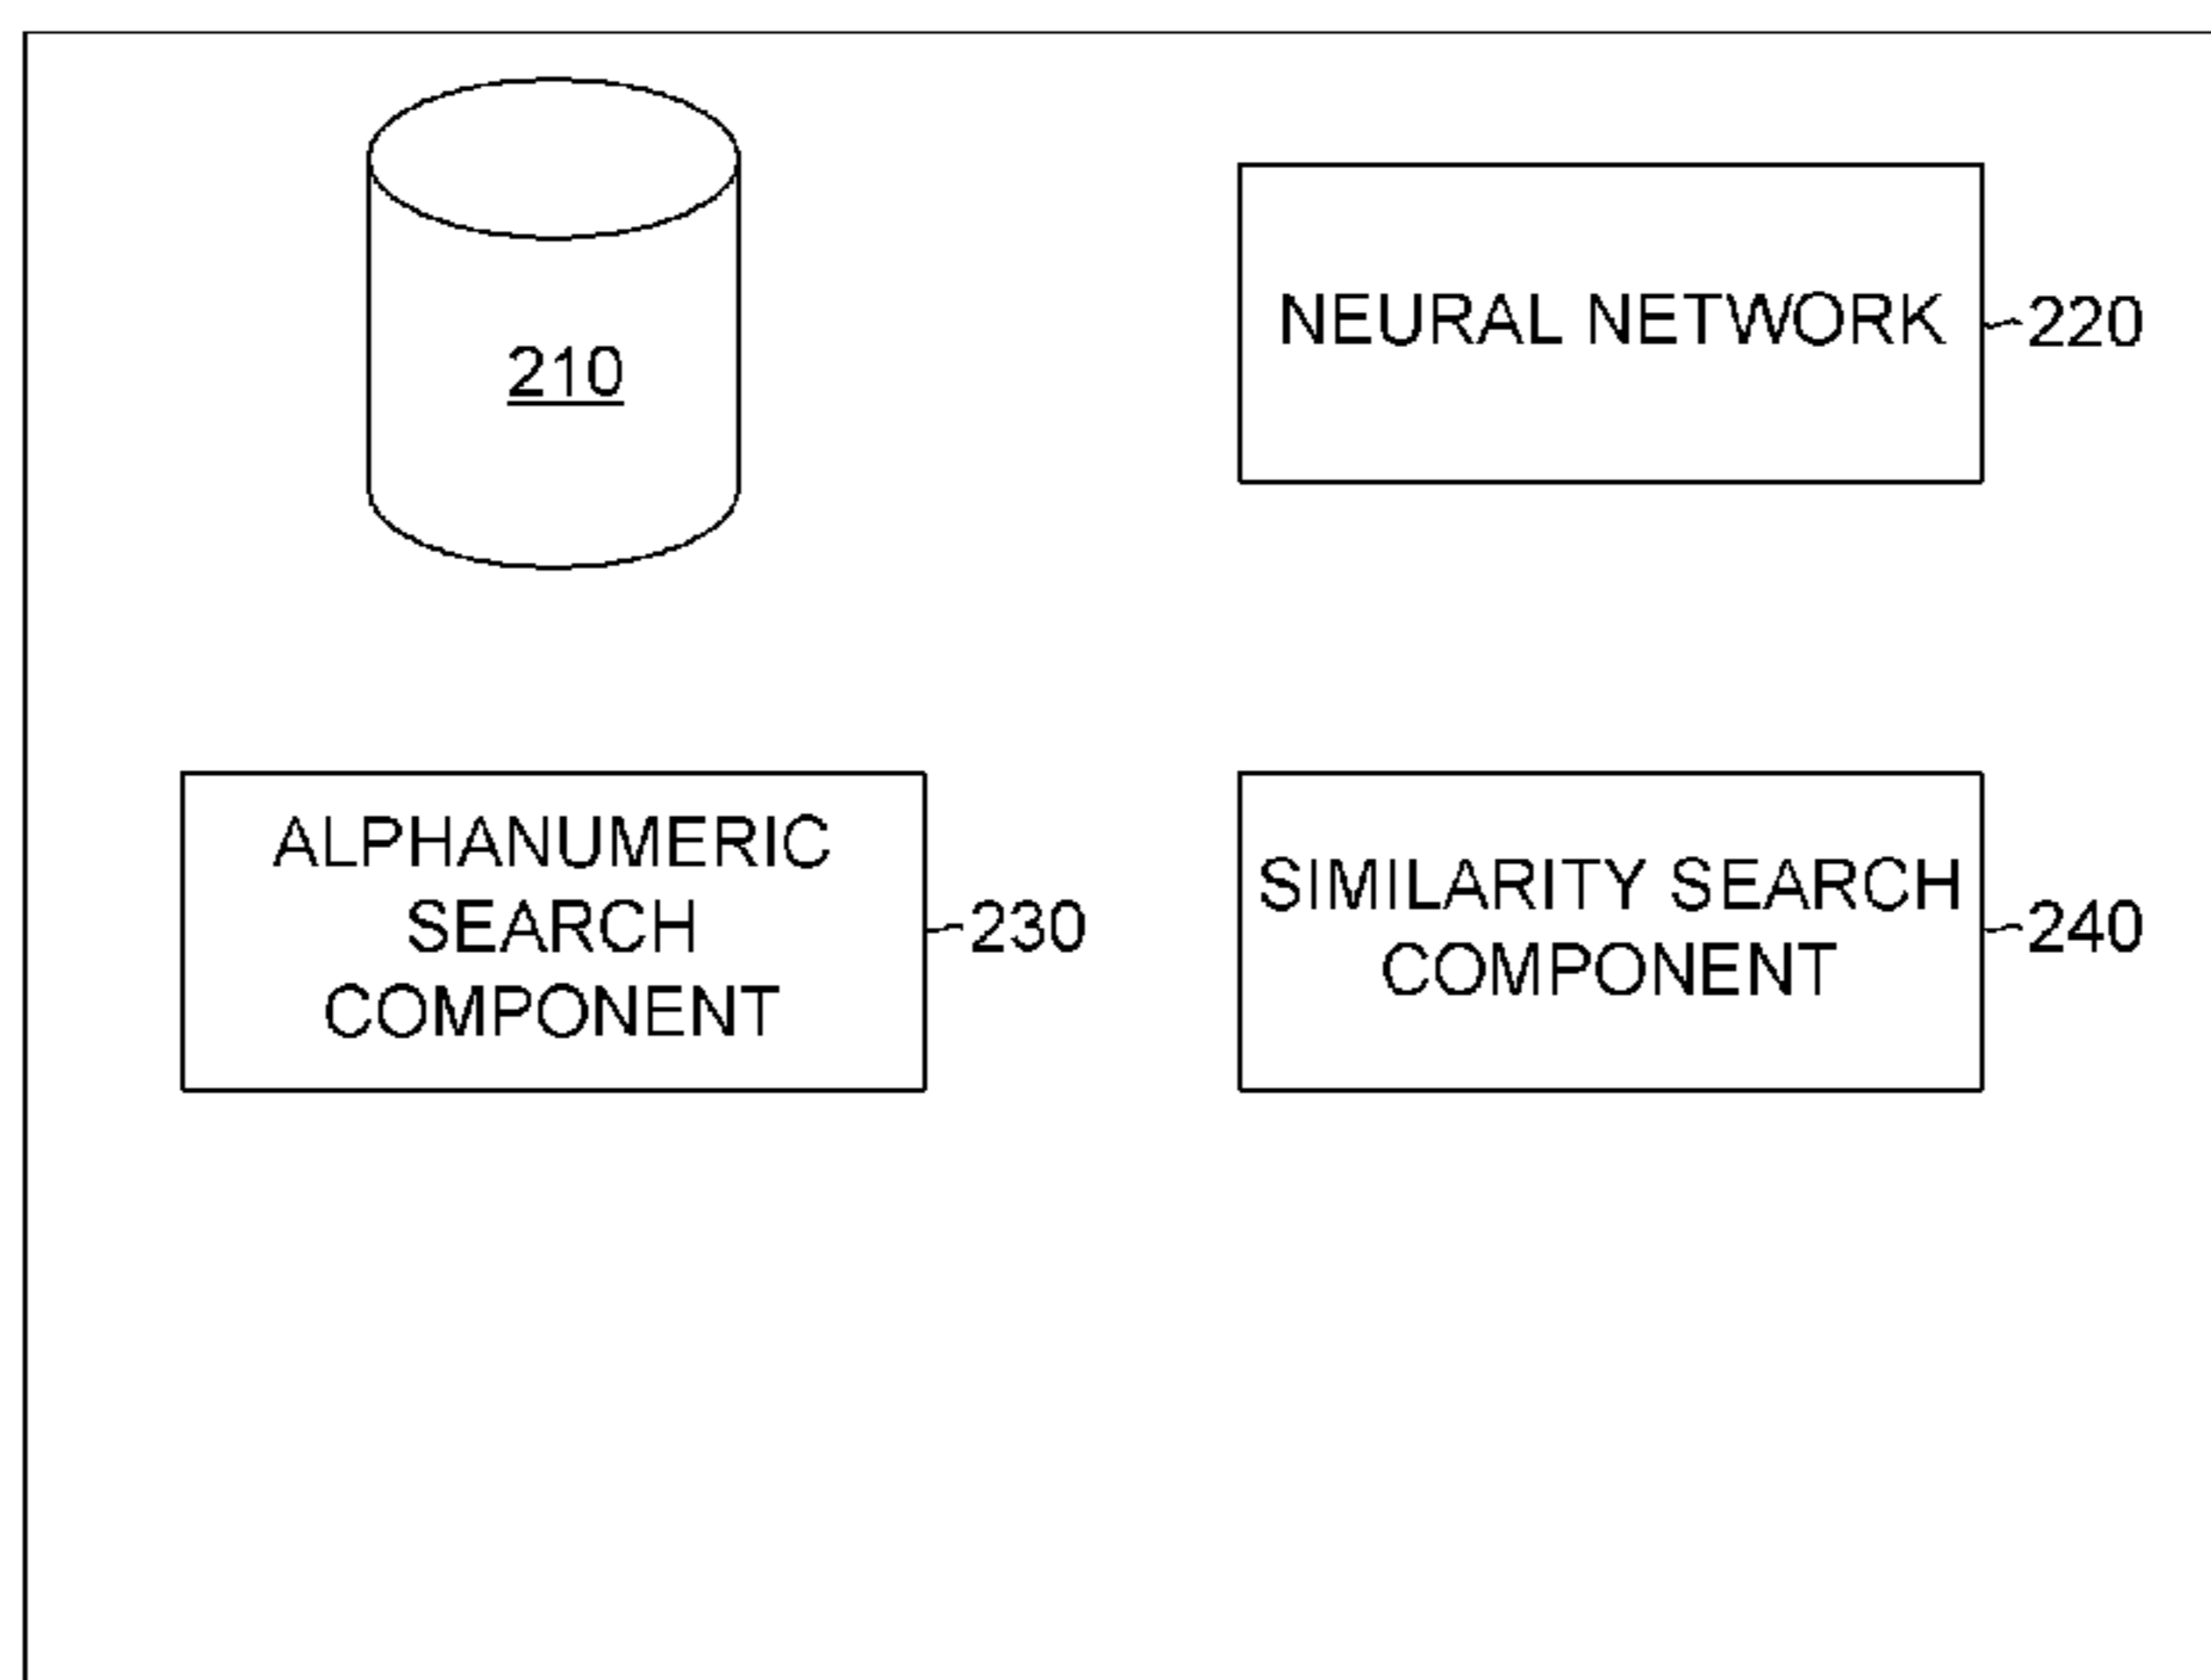 210
NEURAL NETWORK
220
ALPHANUMERIC
SEARCH
COMPONENT
230
SIMILARITY SEARCH
COMPONENT
240